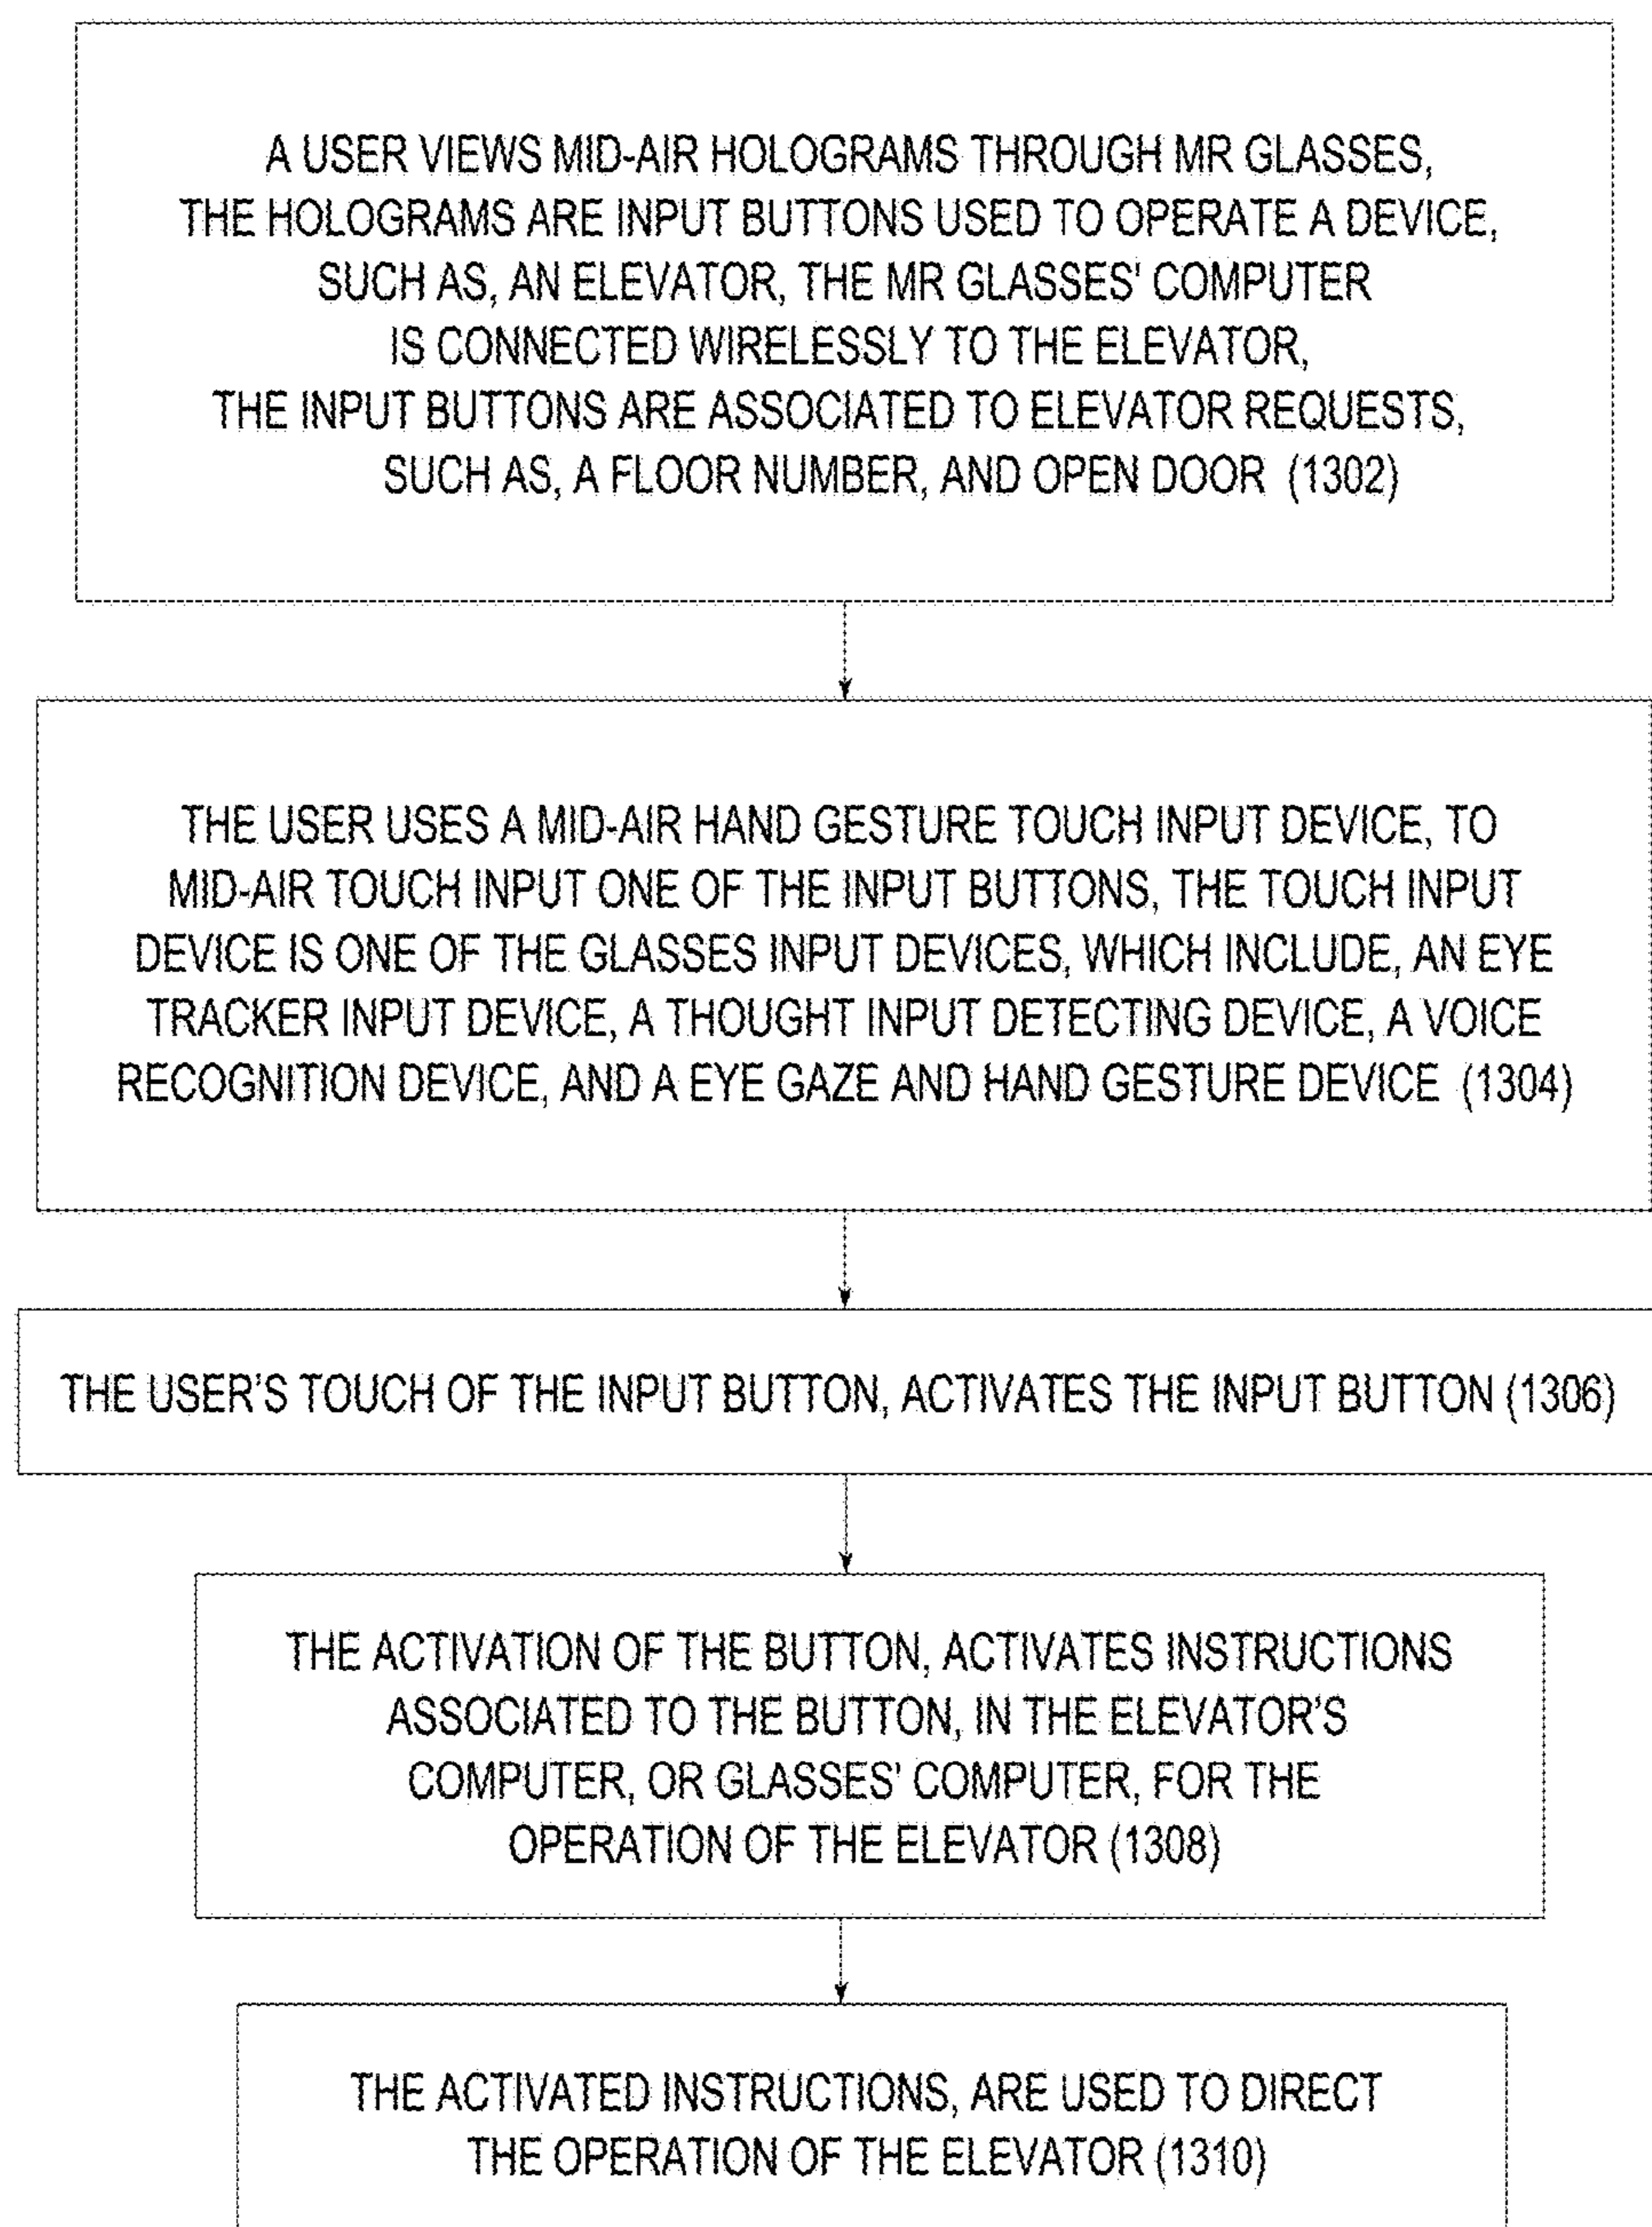 A USER VIEWS MID-AIR HOLOGRAMS THROUGH MR GLASSES,
THE HOLOGRAMS ARE INPUT BUTTONS USED TO OPERATE A DEVICE,
SUCH AS, AN ELEVATOR, THE MR GLASSES' COMPUTER
IS CONNECTED WIRELESSLY TO THE ELEVATOR,
THE INPUT BUTTONS ARE ASSOCIATED TO ELEVATOR REQUESTS,
SUCH AS, A FLOOR NUMBER, AND OPEN DOOR (1302)
THE USER USES A MID-AIR HAND GESTURE TOUCH INPUT DEVICE, TO
MID-AIR TOUCH INPUT ONE OF THE INPUT BUTTONS, THE TOUCH INPUT
DEVICE IS ONE OF THE GLASSES INPUT DEVICES, WHICH INCLUDE, AN EYE
TRACKER INPUT DEVICE, A THOUGHT INPUT DETECTING DEVICE, A VOICE
RECOGNITION DEVICE, AND A EYE GAZE AND HAND GESTURE DEVICE (1304)
THE USER'S TOUCH OF THE INPUT BUTTON, ACTIVATES THE INPUT BUTTON (1306)
THE ACTIVATION OF THE BUTTON, ACTIVATES INSTRUCTIONS
ASSOCIATED TO THE BUTTON, IN THE ELEVATOR'S
COMPUTER, OR GLASSES' COMPUTER, FOR THE
OPERATION OF THE ELEVATOR (1308)
THE ACTIVATED INSTRUCTIONS, ARE USED TO DIRECT
THE OPERATION OF THE ELEVATOR (1310)